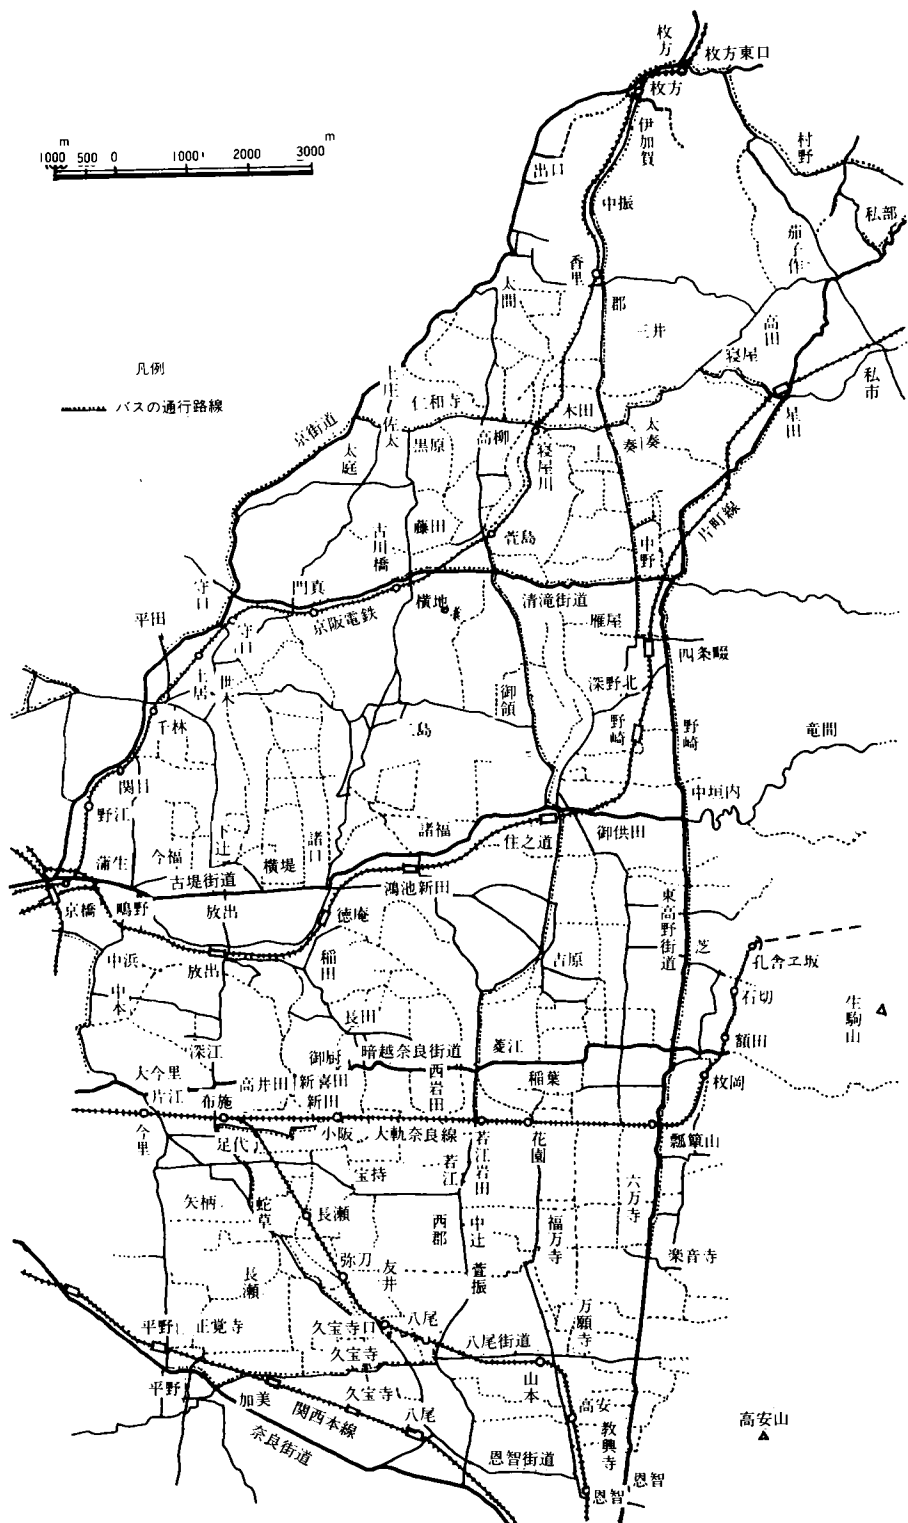 枚方
枚方東口
枚方
伊加賀
村野
m
1000 500 0 1000 2000 3000
m
出口
中振
私部
茄子作
香里
太間
郡
三井
高田
寝屋
凡例
バスの通行路線
私市
星田
土庄
佐太
仁和寺
木田
京街道
太庭
黒原
高柳
寝屋川
太秦
秦
片町線
藤田
古川橋
萱島
中野
守口
門真
京阪電鉄
横地
清滝街道
雁屋
平田
守口
土居
世木
四条畷
深野北
千林
御領
島
野崎
野崎
竜間
関目
野江
中垣内
下辻
諸口
諸福
住之道
御供田
蒲生
今福
横堤
古堤街道
鴻池新田
京橋
鴫野
放出
徳庵
東高野街道
芝
中浜
放出
稲田
吉原
孔舎ヱ坂
石切
中本
長田
生駒山
深江
御厨
暗越奈良街道
菱江
額田
大今里
片江
高井田
新喜田
新田
西岩田
稲葉
枚岡
布施
今里
足代
小阪
大軌奈良線
若江岩田
花園
瓢箪山
若江
宝持
六万寺
矢柄
蛇草
長瀬
西郡
中辻
福万寺
楽音寺
弥刀
友井
萱振
長瀬
万願寺
平野
正覚寺
久宝寺口
八尾
八尾街道
久宝寺
山本
平野
加美
久宝寺
関西本線
八尾
高安
高安山
奈良街道
教興寺
恩智街道
恩智
恩智